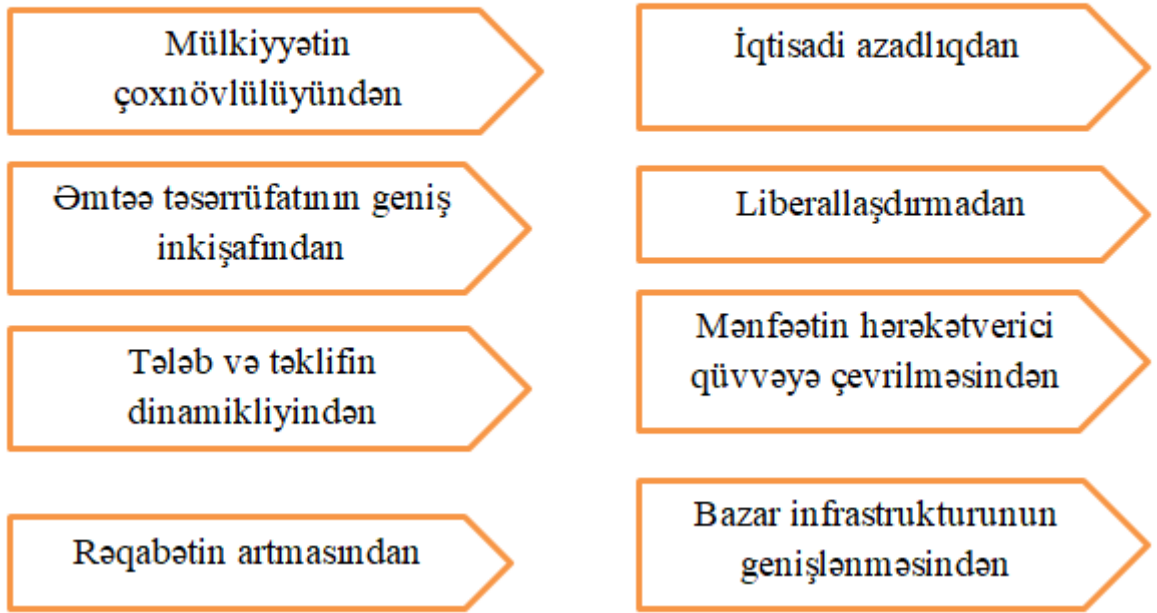 Mülkiyyətin
çoxnövlülüyündən
Əmtəə təsərrüfatının geniş
inkişafından
Tələb və təklifin
dinamikliyindən
Rəqabətin artmasından
İqtisadi azadlıqdan
Liberallaşdırmadan
Mənfəətin hərəkətverici
qüvvəyə çevrilməsindən
Bazar infrastrukturunun
genişlənməsindən